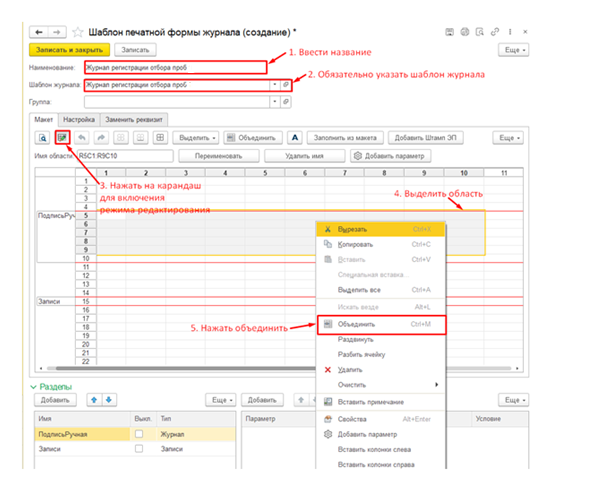 Шаблон печатной формы журнала (создание) *
Записать и закрыть Записать Еще
1. Ввести название
Наименование: Журнал регистрации отбора проб
2. Обязательно указать шаблон журнала
Шаблон журнала: Журнал регистрации отбора проб
Группа:
Макет Настройка Заменить реквизит
Выделить Объединить А Заполнить из макета Добавить Штамп ЭП Еще
Имя области: R5C1:R9C10 Переименовать Удалить имя Добавить параметр
1 2 3 4 5 6 7 8 9 10 11
1
3. Нажать на карандаш
2
для включения
4. Выделить область
3
режима редактирования
4
ПодписьРуч 5
6
7
8
9
10
11
12
13
14
Записи 15
16
17
18
19
20
21
22
5. Нажать объединить
Вырезать Ctrl+X
Копировать Ctrl+C
Вставить Ctrl+V
Специальная вставка
Выделить все Ctrl+A
Искать везде Alt+L
Объединить Ctrl+M
Раздвинуть
Разбить ячейку
Удалить
Очистить
Вставить примечание
Свойства Alt+Enter
Добавить параметр
Вставить колонки слева
Вставить колонки справа
Разделы
Добавить Еще Добавить Еще
Имя Выкл. Тип Параметр Условие
ПодписьРучная Журнал
Записи Записи